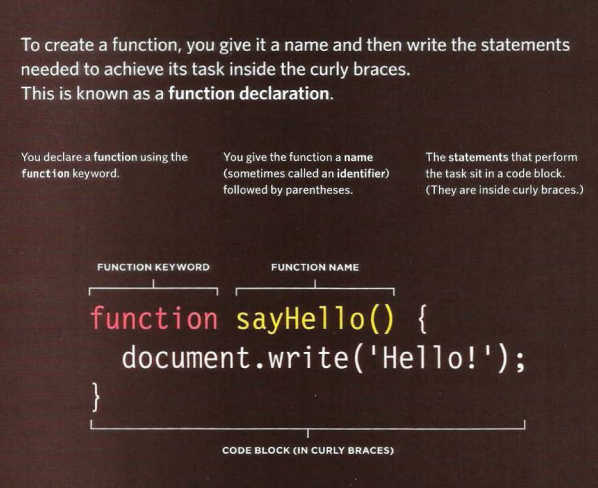 To create a function, you give it a name and then write the statements
needed to achieve its task inside the curly braces.
This is known as a function declaration.
You declare a function using the
function keyword.
You give the function a name
(sometimes called an identifier)
followed by parentheses.
The statements that perform
the task sit in a code block.
(They are inside curly braces.)
FUNCTION KEYWORD
FUNCTION NAME
function sayHello() {
document.write('Hello!');
}
CODE BLOCK (IN CURLY BRACES)